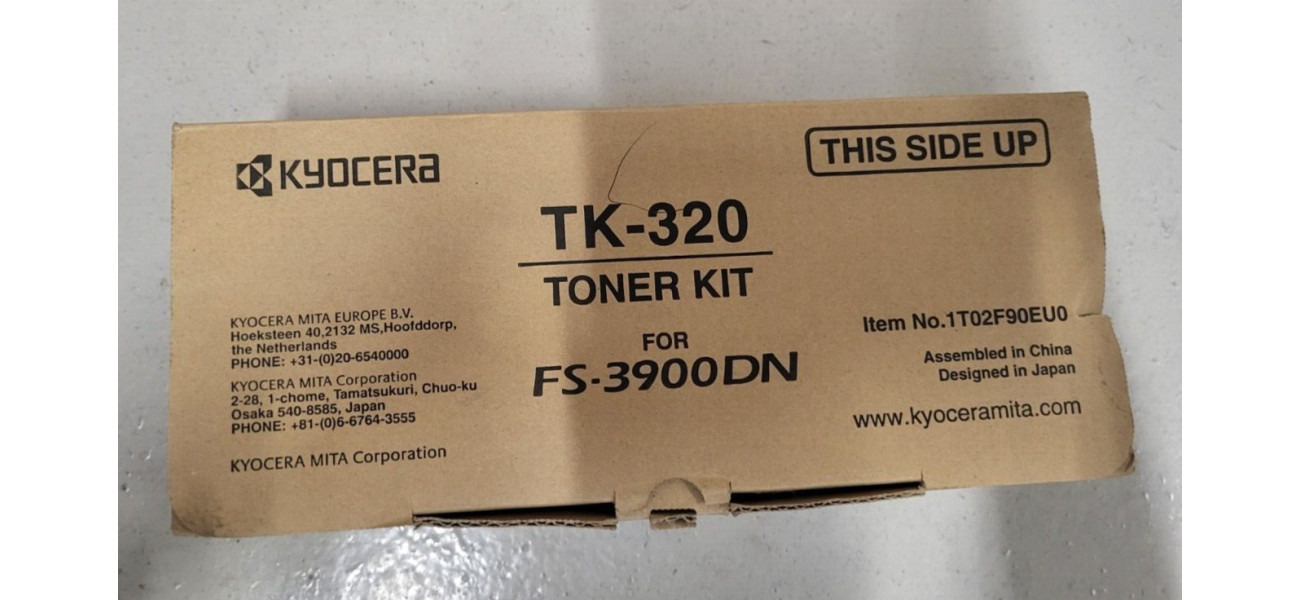 KYOCERA
THIS SIDE UP
TK-320
TONER KIT
FOR
FS-3900DN
KYOCERA MITA EUROPE B.V.
Hoeksteen 40,2132 MS,Hoofddorp,
the Netherlands
PHONE: +31-(0)20-6540000
KYOCERA MITA Corporation
2-28, 1-chome, Tamatsukuri, Chuo-ku
Osaka 540-8585, Japan
PHONE: +81-(0)6-6764-3555
KYOCERA MITA Corporation
Item No.1T02F90EU0
Assembled in China
Designed in Japan
www.kyoceramita.com